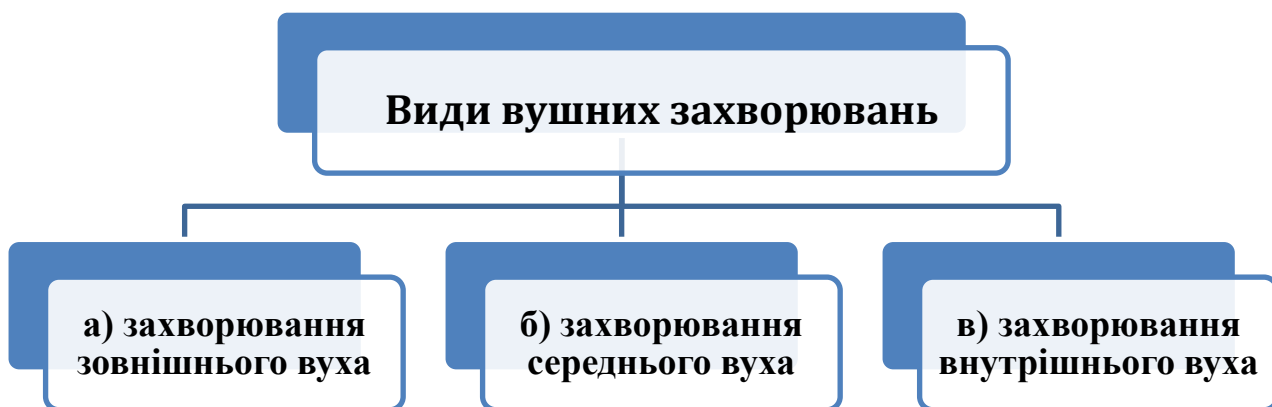 Види вушних захворювань
а) захворювання
зовнішнього вуха
б) захворювання
середнього вуха
в) захворювання
внутрішнього вуха